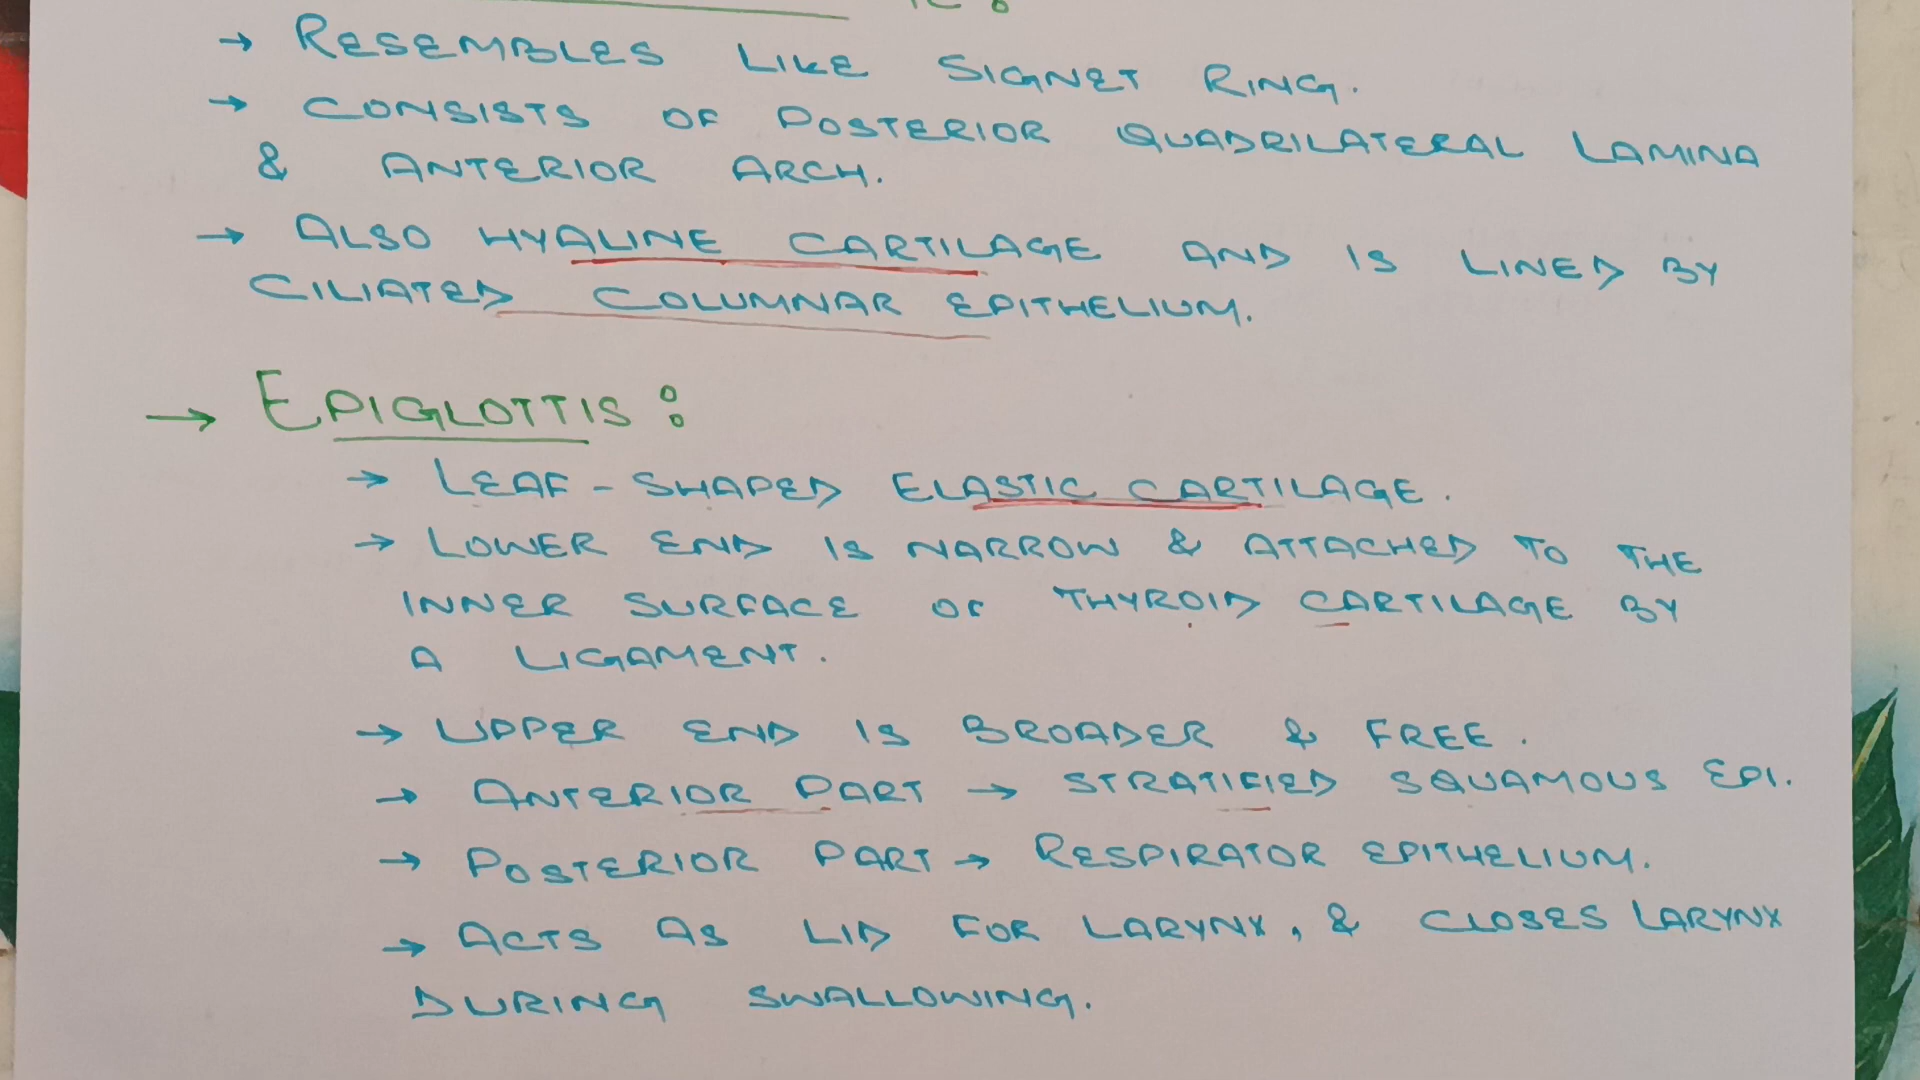 → RESEMBLES LIKE SIGNET RING.
→ CONSISTS OF POSTERIOR QUADRILATERAL LAMINA
& ANTERIOR ARCH.
→ ALSO HYALINE CARTILAGE AND IS LINED BY
CILIATED COLUMNAR EPITHELIUM.
→ EPIGLOTTIS:
→ LEAF-SHAPED ELASTIC CARTILAGE.
→ LOWER END IS NARROW & ATTACHED TO THE
INNER SURFACE OF THYROID CARTILAGE BY
A LIGAMENT.
→ UPPER END IS BROADER & FREE.
→ ANTERIOR PART → STRATIFIED SQUAMOUS EPI.
→ POSTERIOR PART → RESPIRATOR EPITHELIUM.
→ ACTS AS LID FOR LARYNX, & CLOSES LARYNX
DURING SWALLOWING.